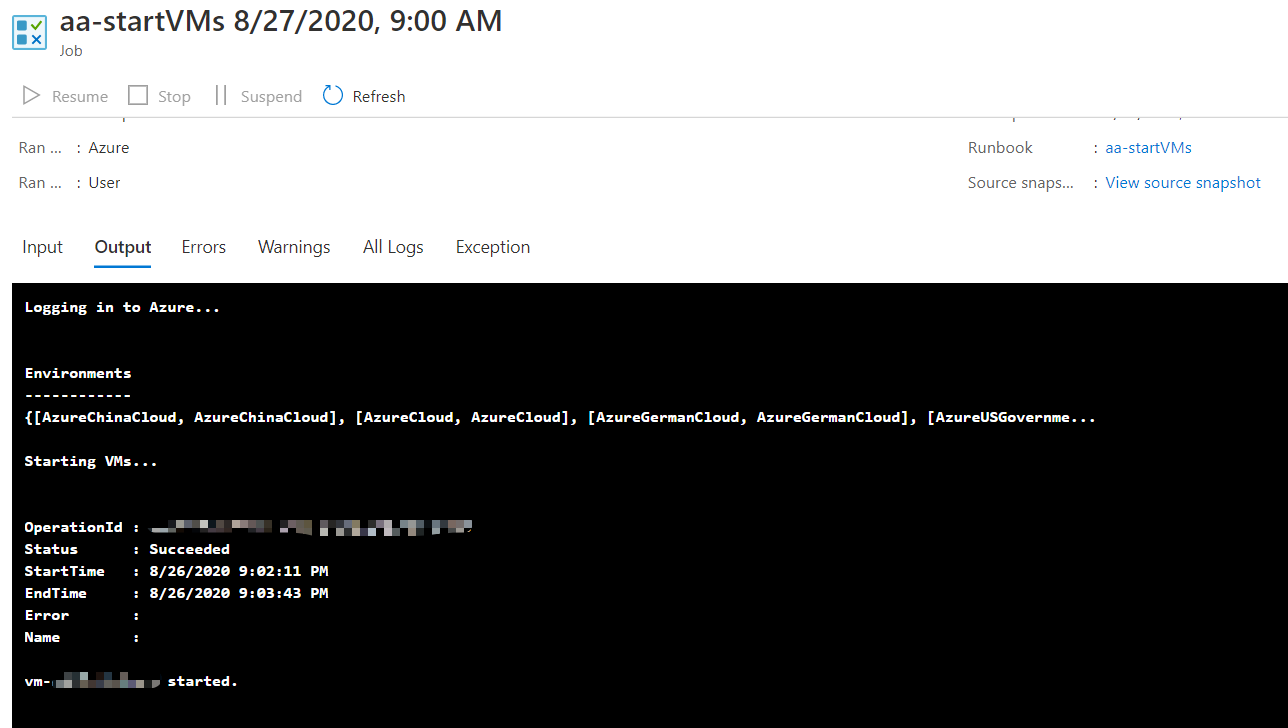 aa-startVMs 8/27/2020, 9:00 AM
Job
Resume Stop Suspend Refresh
Ran ... : Azure Runbook : aa-startVMs
Ran ... : User Source snaps... : View source snapshot
Input Output Errors Warnings All Logs Exception
Logging in to Azure...
Environments
------------
{[AzureChinaCloud, AzureChinaCloud], [AzureCloud, AzureCloud], [AzureGermanCloud, AzureGermanCloud], [AzureUSGovernme...
Starting VMs...
OperationId :
Status : Succeeded
StartTime : 8/26/2020 9:02:11 PM
EndTime : 8/26/2020 9:03:43 PM
Error :
Name :
vm- started.